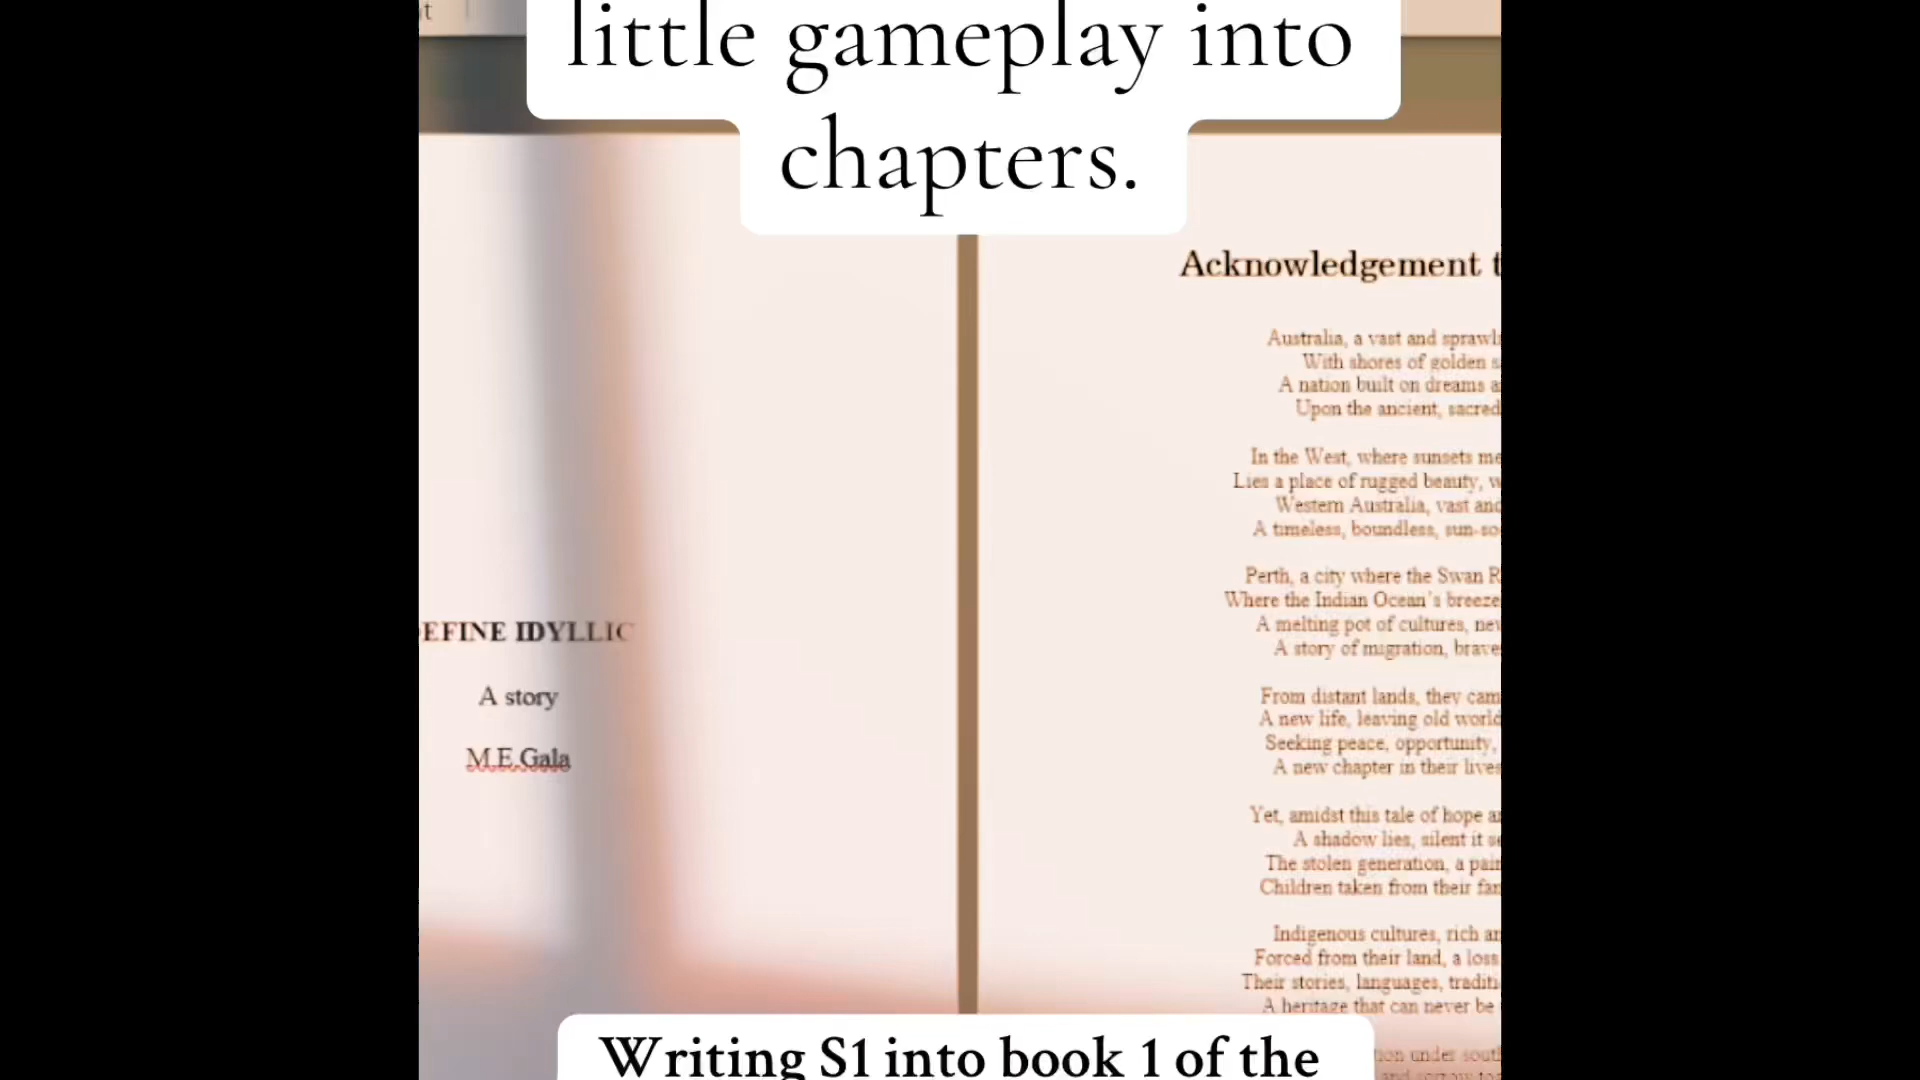 little gameplay into
chapters.
EFINE IDYLLIC
A story
M.E.Gala
Acknowledgement
Australia, a vast and
With shores of golden
A nation built on dreams
Upon the ancient, sacred
In the West, where sunsets
Lies a place of rugged beauty,
Western Australia, vast
A timeless, boundless,
Perth, a city where the Swan
Where the Indian Ocean's
A melting pot of cultures,
A story of migration,
From distant lands, they
A new life, leaving old
Seeking peace, opportunity,
A new chapter in their
Yet, amidst this tale of hope
A shadow lies, silent it
The stolen generation, a
Children taken from their
Indigenous cultures, rich
Forced from their land, a loss
Their stories, languages,
A heritage that can never be
Writing S1 into book 1 of the
under
and sorrow